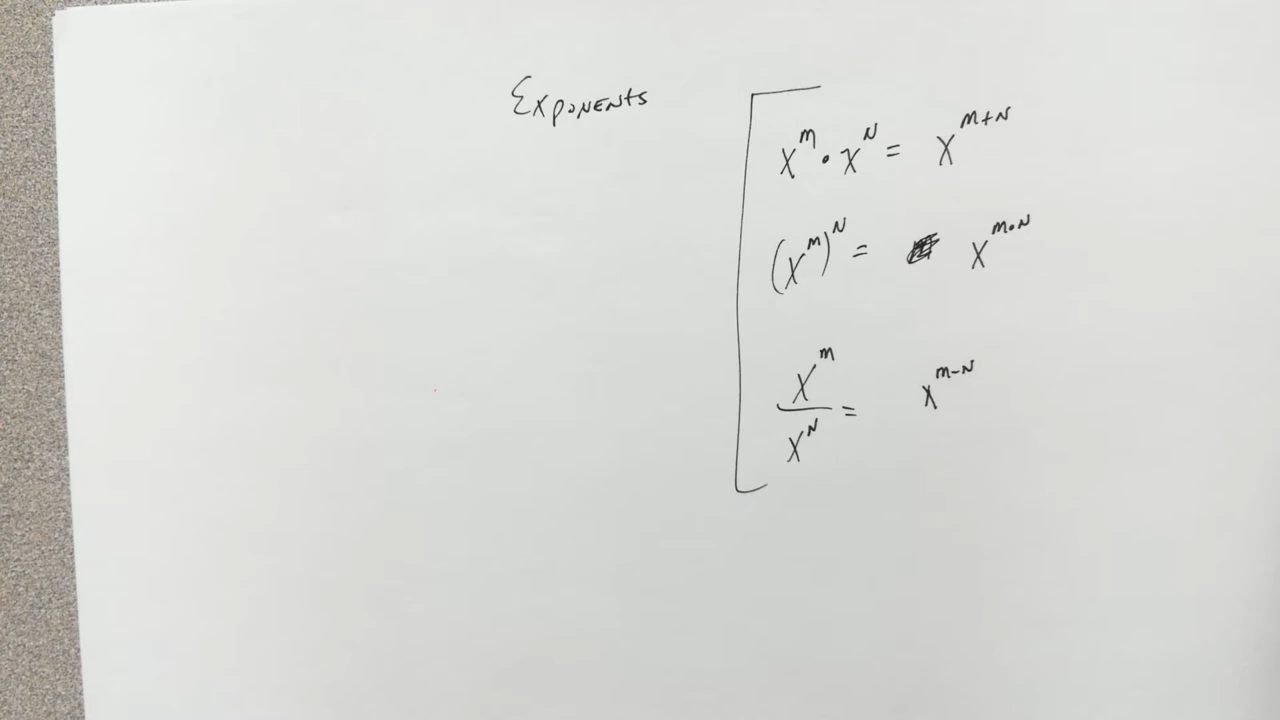 Exponents
x^m • x^N = x^{m+N}
(x^m)^N = x^{m•N}
x^m / x^N = x^{m-N}